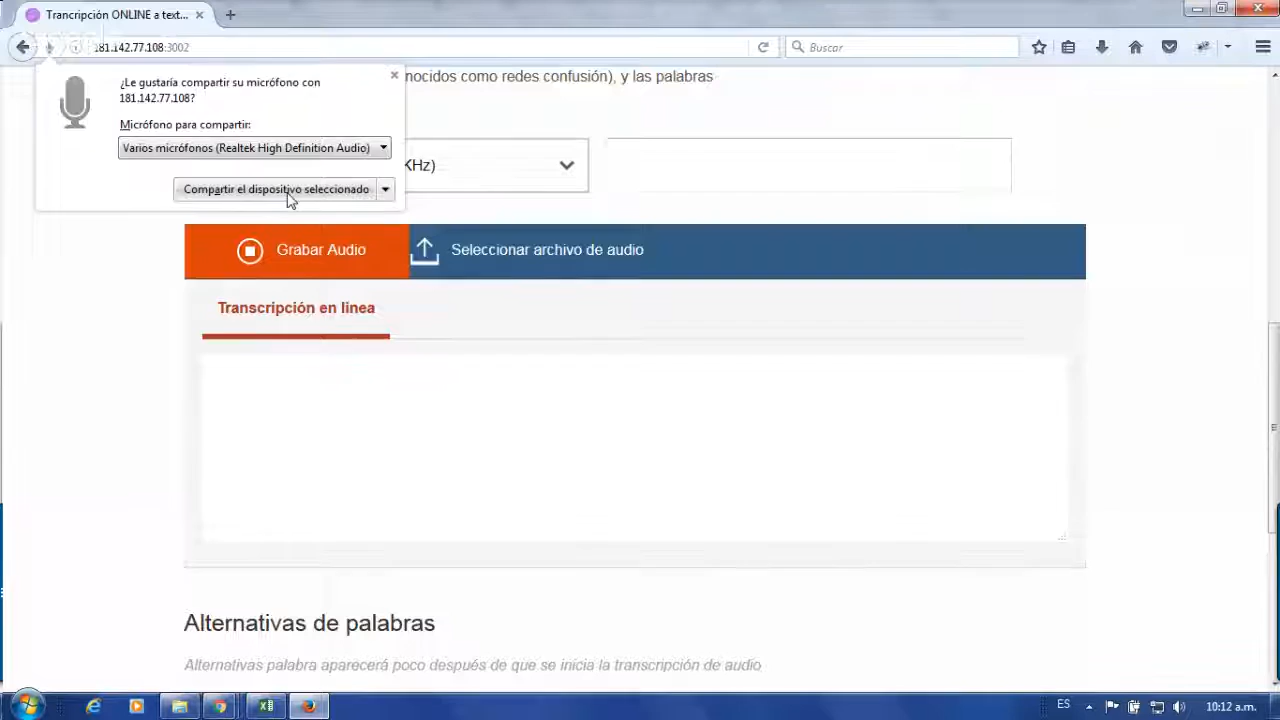 Trancripción ONLINE a text...
181.142.77.108:3002
Buscar
¿Le gustaría compartir su micrófono con
181.142.77.108?
Micrófono para compartir:
Varios micrófonos (Realtek High Definition Audio)
Compartir el dispositivo seleccionado
nocidos como redes confusión), y las palabras
KHz)
Grabar Audio
Seleccionar archivo de audio
Transcripción en linea
Alternativas de palabras
Alternativas palabra aparecerá poco después de que se inicia la transcripción de audio
ES
10:12 a.m.